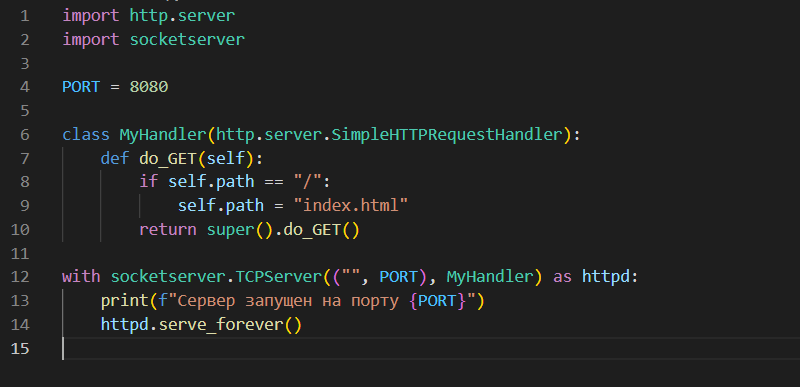 1 import http.server
2 import socketserver
3
4 PORT = 8080
5
6 class MyHandler(http.server.SimpleHTTPRequestHandler):
7     def do_GET(self):
8         if self.path == "/":
9             self.path = "index.html"
10         return super().do_GET()
11
12 with socketserver.TCPServer(("", PORT), MyHandler) as httpd:
13     print(f"Сервер запущен на порту {PORT}")
14     httpd.serve_forever()
15